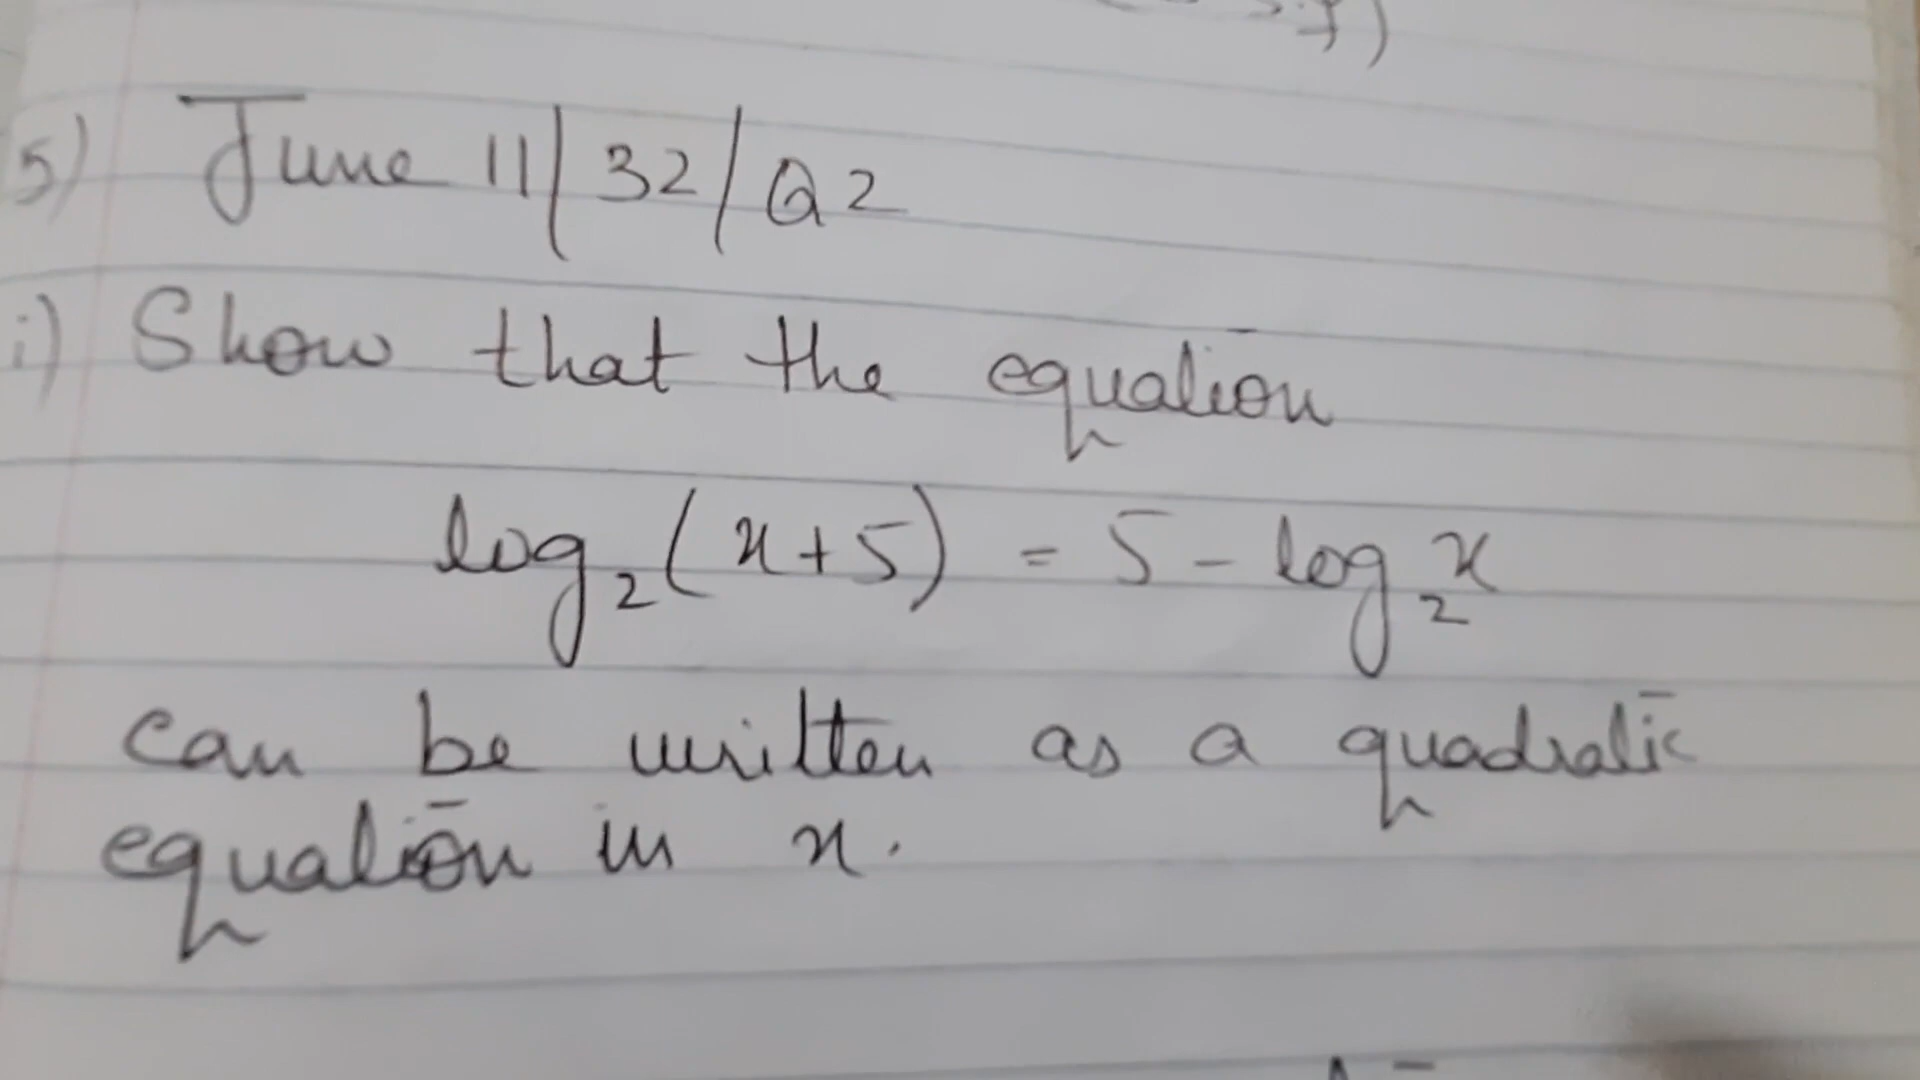 5) June 11/32/Q2
i) Show that the equation
log₂(x+5) = 5 - log₂x
can be written as a quadratic
equation in x.